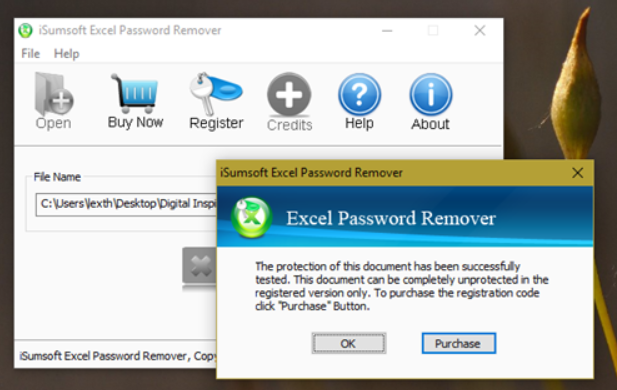 iSumsoft Excel Password Remover
File Help
Open Buy Now Register Credits Help About
File Name
C:\Users\lexth\Desktop\Digital Inspi
iSumsoft Excel Password Remover
Excel Password Remover
The protection of this document has been successfully
tested. This document can be completely unprotected in the
registered version only. To purchase the registration code
click "Purchase" Button.
OK Purchase
iSumsoft Excel Password Remover, Copy